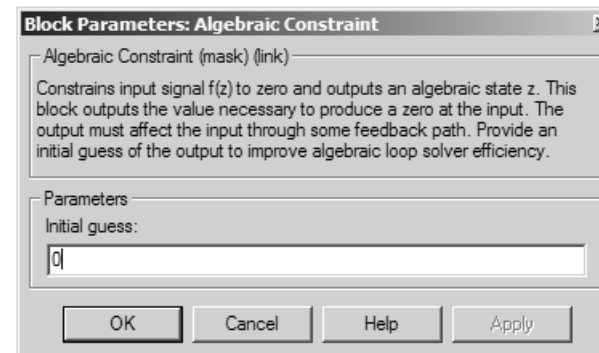 Block Parameters: Algebraic Constraint
Algebraic Constraint (mask) (link)
Constrains input signal f(z) to zero and outputs an algebraic state z. This
block outputs the value necessary to produce a zero at the input. The
output must affect the input through some feedback path. Provide an
initial guess of the output to improve algebraic loop solver efficiency.
Parameters
Initial guess:
0
OK Cancel Help Apply